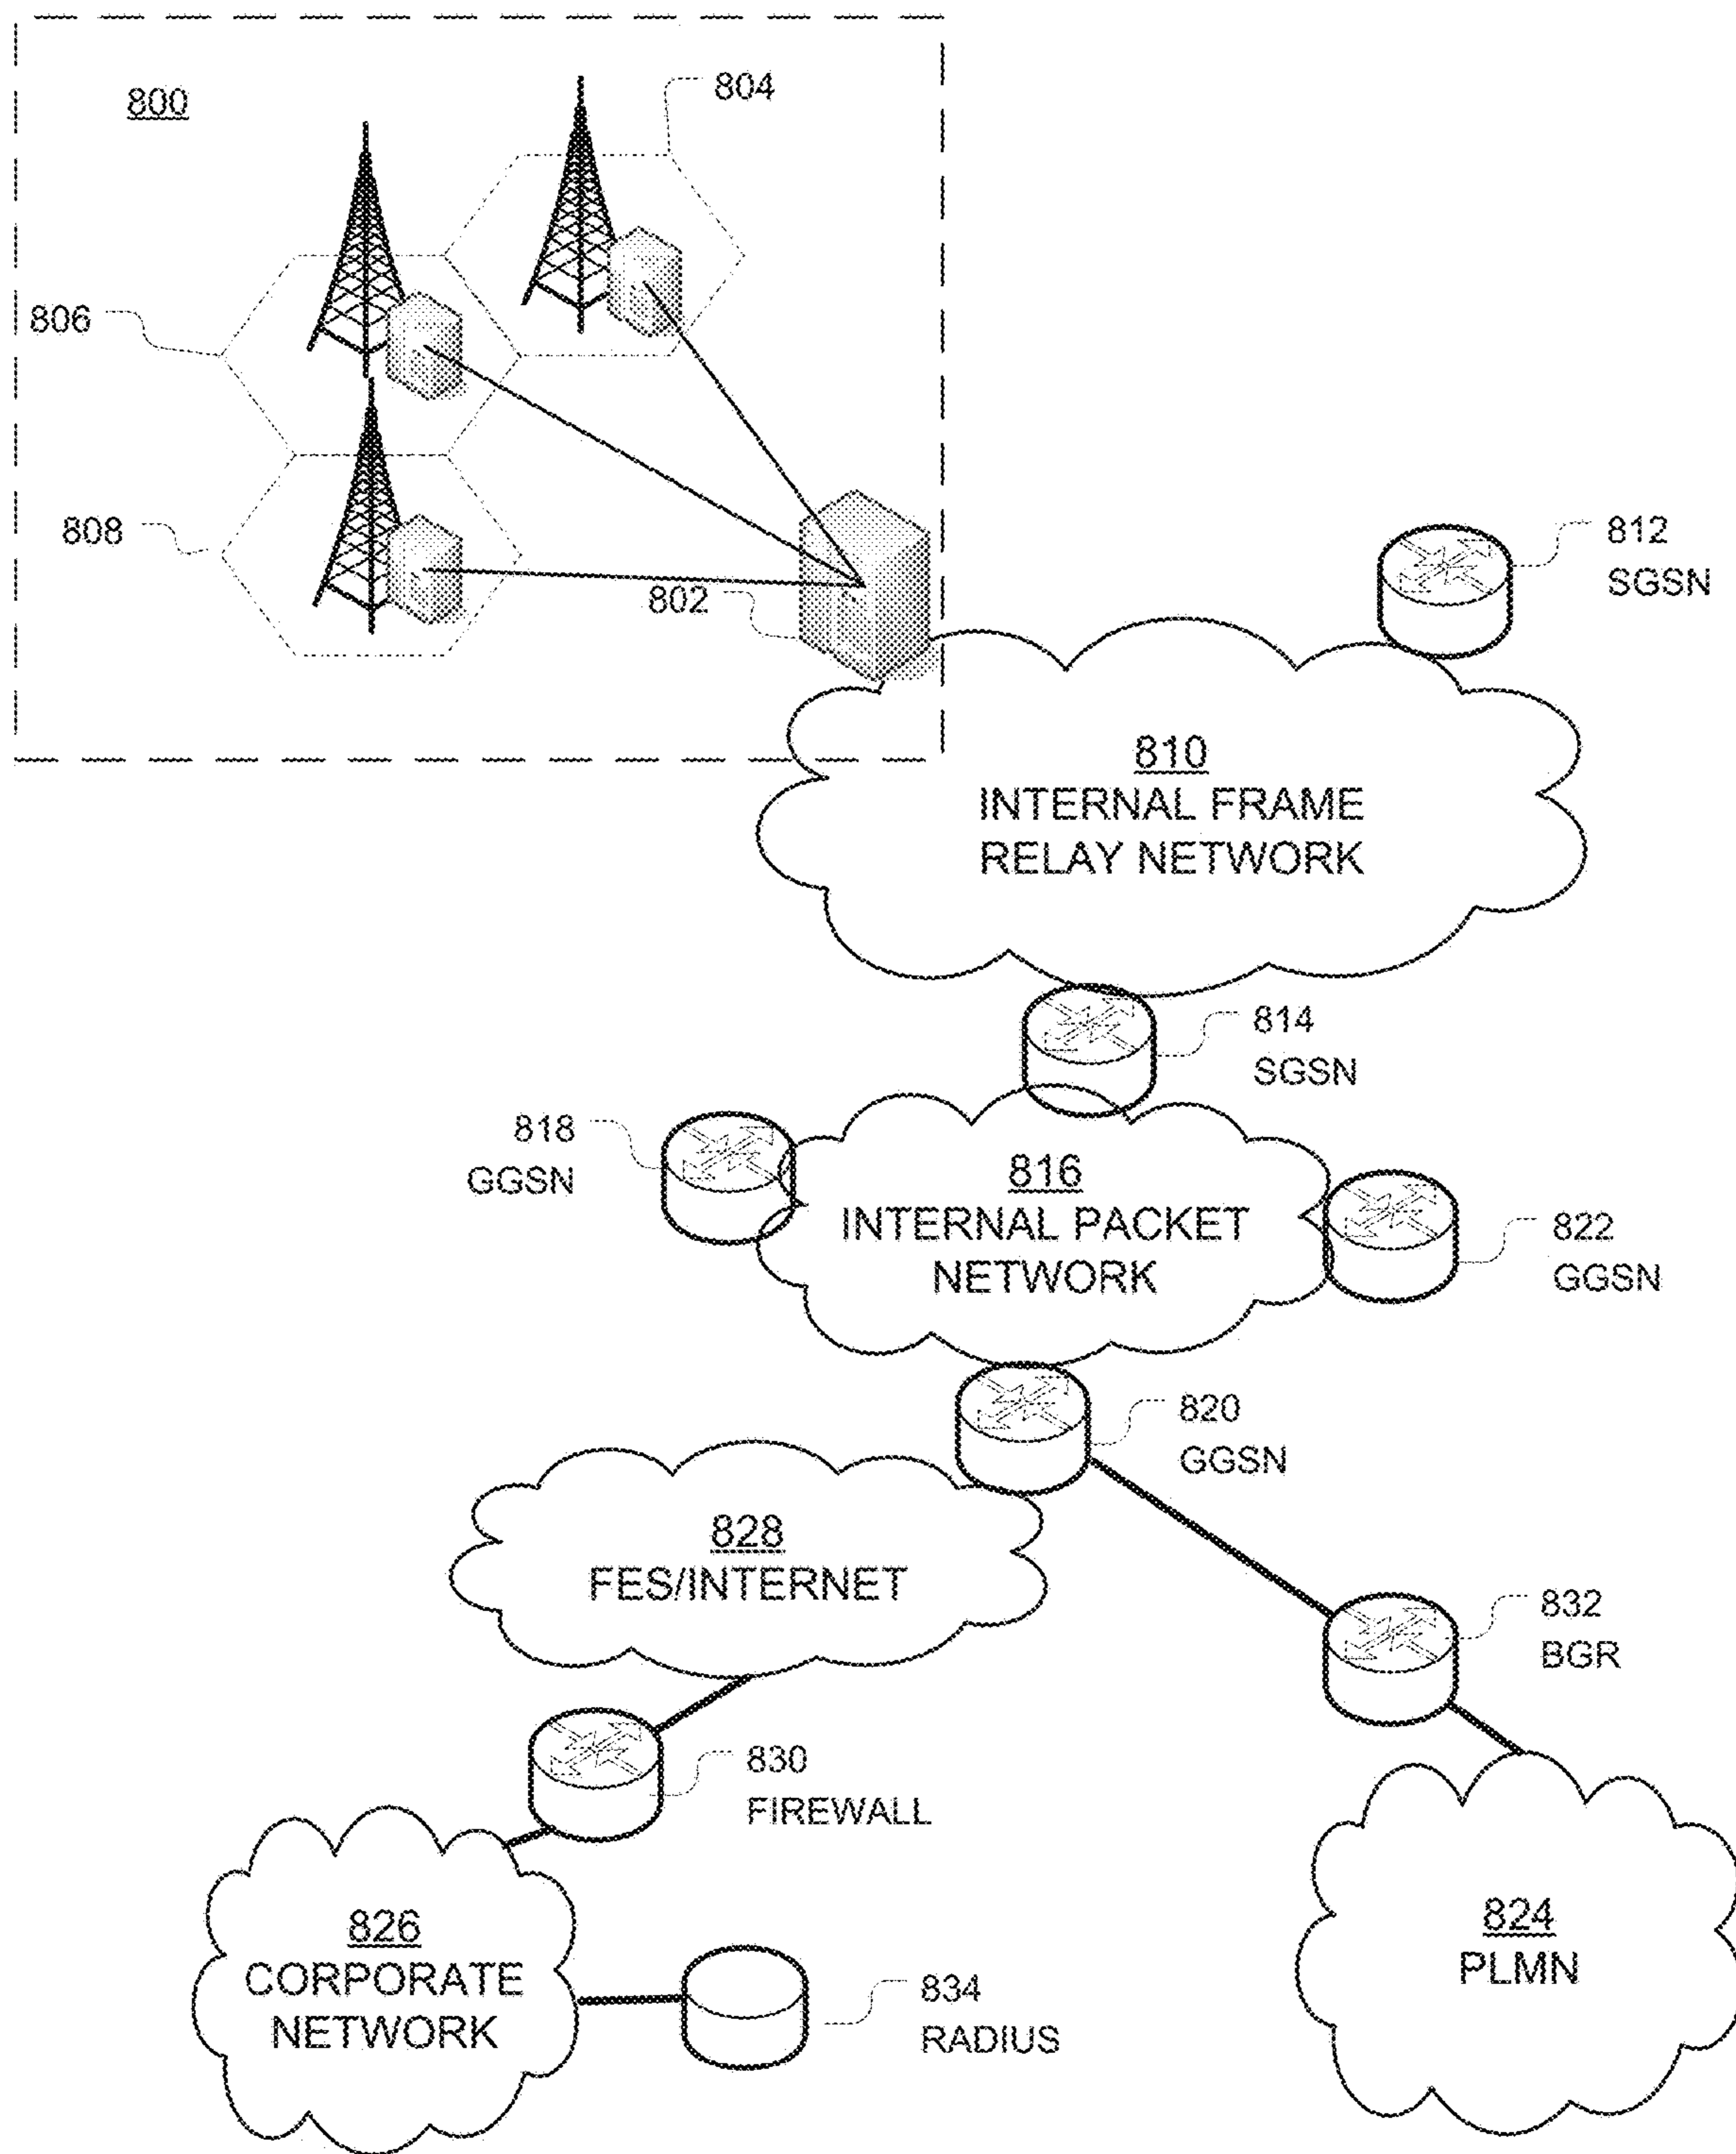 800
804
806
808
802
812
SGSN
810
INTERNAL FRAME
RELAY NETWORK
814
SGSN
818
GGSN
816
INTERNAL PACKET
NETWORK
822
GGSN
820
GGSN
828
FES/INTERNET
832
BGR
830
FIREWALL
826
CORPORATE
NETWORK
824
PLMN
834
RADIUS